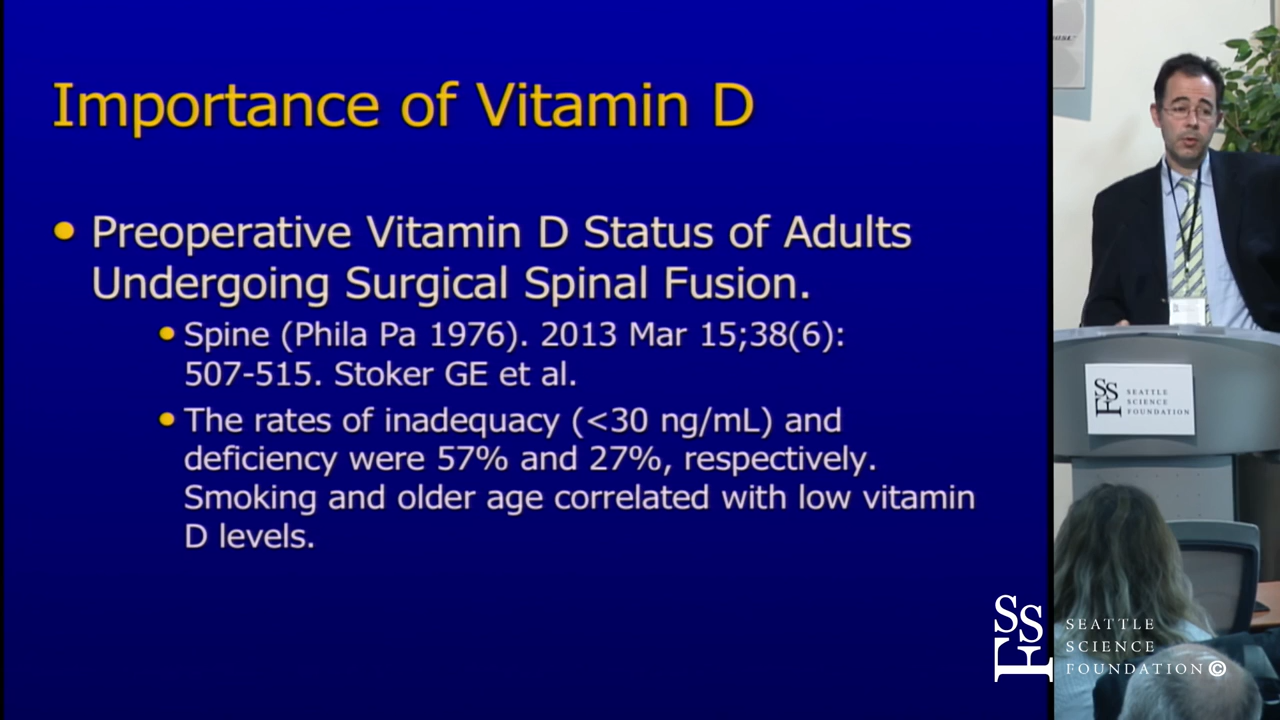 Importance of Vitamin D
• Preoperative Vitamin D Status of Adults
Undergoing Surgical Spinal Fusion.
• Spine (Phila Pa 1976). 2013 Mar 15;38(6):
507-515. Stoker GE et al.
• The rates of inadequacy (<30 ng/mL) and
deficiency were 57% and 27%, respectively.
Smoking and older age correlated with low vitamin
D levels.
SSF
SEATTLE
SCIENCE
FOUNDATION
SSF
SEATTLE
SCIENCE
FOUNDATION©